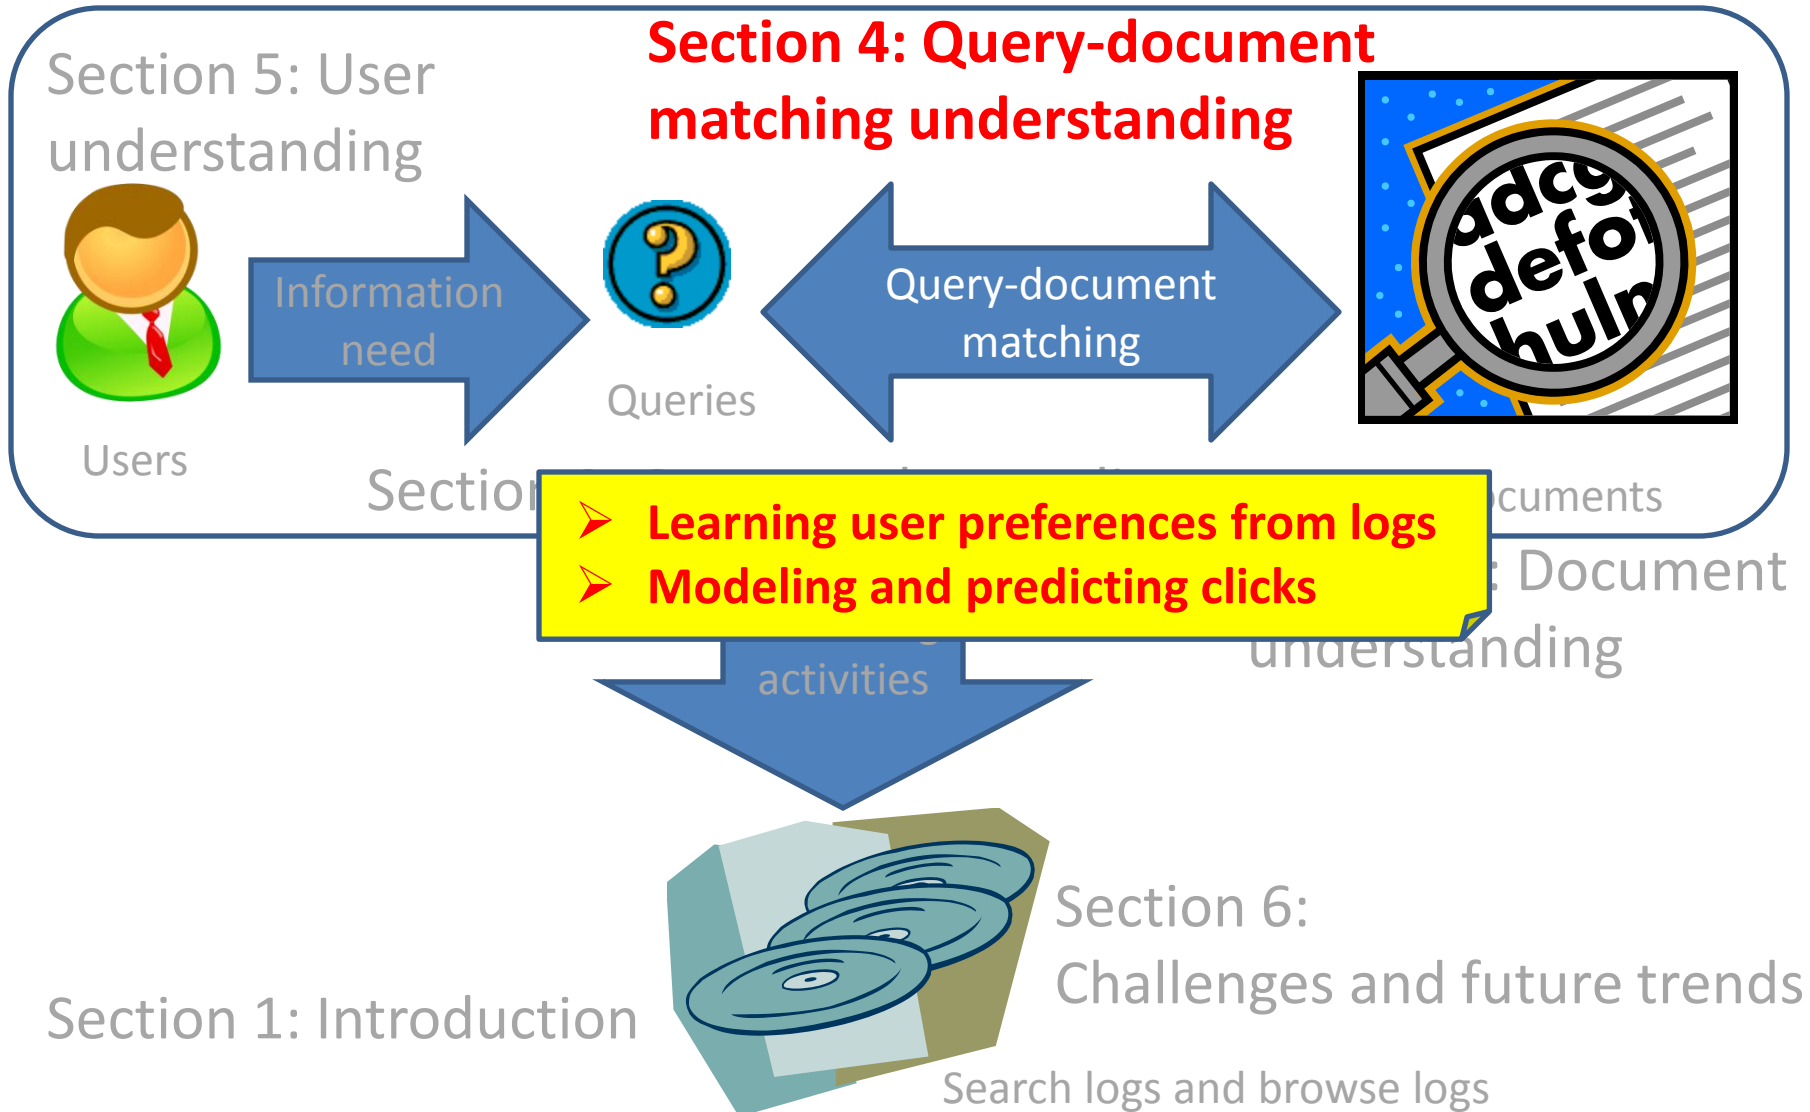 Section 4: Query-document
matching understanding
Section 5: User
understanding
Information
need
Queries
Query-document
matching
Users
Documents
Learning user preferences from logs
Modeling and predicting clicks
: Document
understanding
activities
Section 6:
Challenges and future trends
Section 1: Introduction
Search logs and browse logs